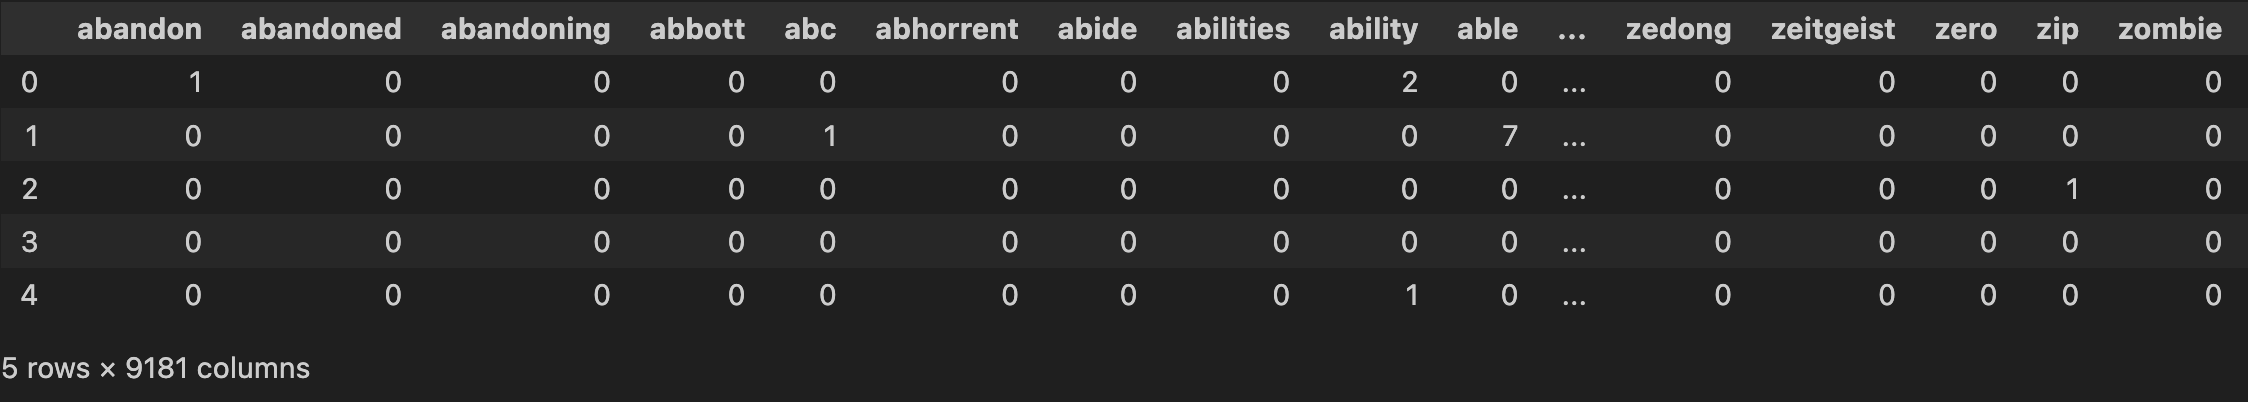 abandon abandoned abandoning abbott abc abhorrent abide abilities ability able ... zedong zeitgeist zero zip zombie
0 1 0 0 0 0 0 0 0 2 0 ... 0 0 0 0 0
1 0 0 0 0 1 0 0 0 0 7 ... 0 0 0 0 0
2 0 0 0 0 0 0 0 0 0 0 ... 0 0 0 1 0
3 0 0 0 0 0 0 0 0 0 0 ... 0 0 0 0 0
4 0 0 0 0 0 0 0 0 1 0 ... 0 0 0 0 0
5 rows × 9181 columns